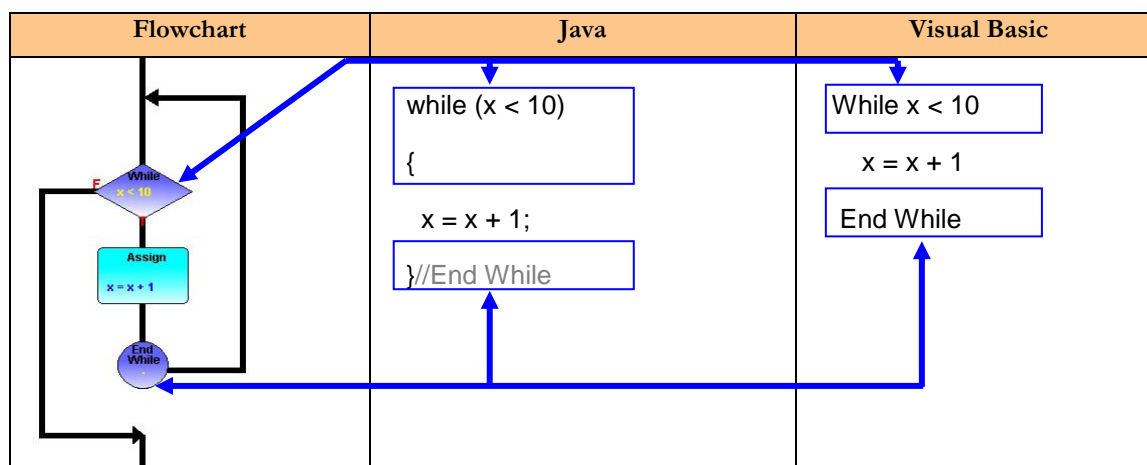 Flowchart
Java
Visual Basic
While
F
x < 10
T
Assign
x = x + 1
End
While
while (x < 10)
{
x = x + 1;
}//End While
While x < 10
x = x + 1
End While